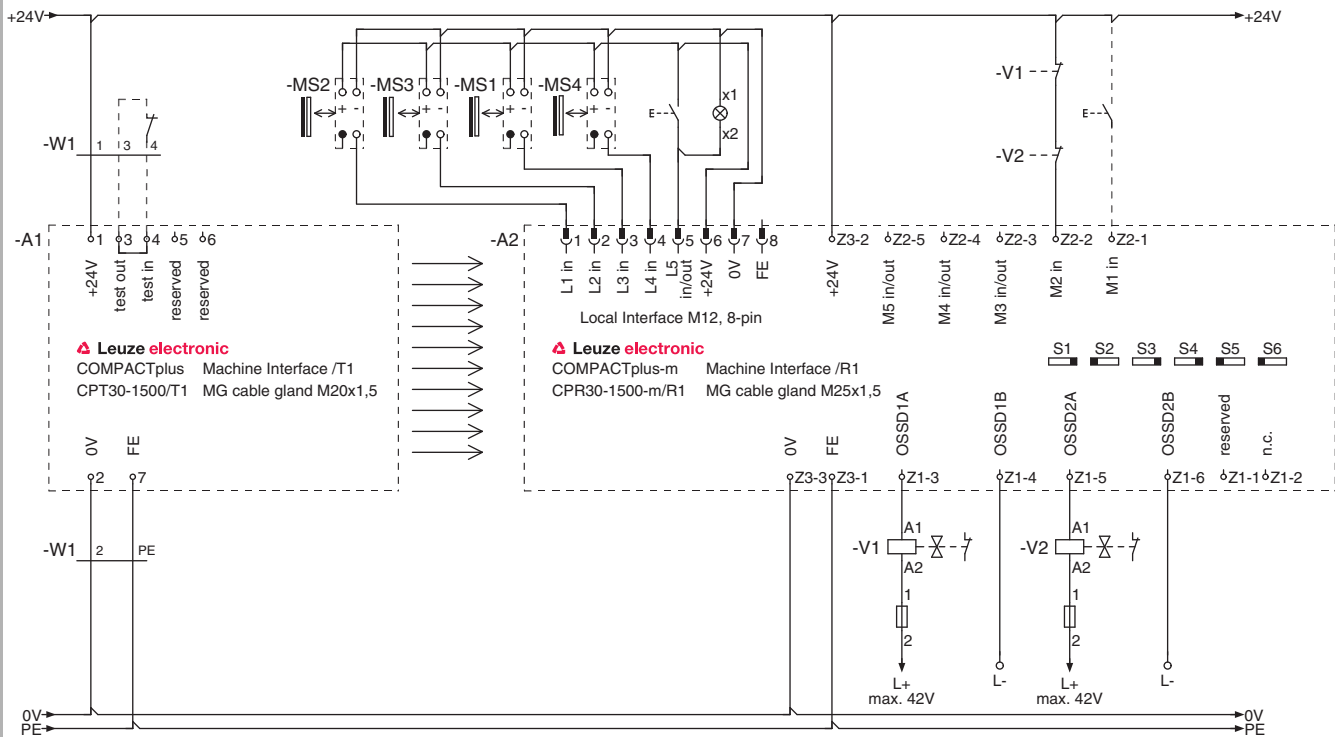 +24V
+24V
-MS2
-MS3
-MS1
-MS4
+ -
+ -
+ -
+ -
E
x1
x2
-V1
-V2
E
-W1 1 3 4
-A1
1 3 4 5 6
+24V
test out
test in
reserved
reserved
Leuze electronic
COMPACTplus Machine Interface /T1
CPT30-1500/T1 MG cable gland M20x1,5
0V
FE
2 7
-W1 2 PE
-A2
1 2 3 4 5 6 7 8
L1 in
L2 in
L3 in
L4 in
L5
in/out
+24V
0V
FE
Local Interface M12, 8-pin
Z3-2 Z2-5 Z2-4 Z2-3 Z2-2 Z2-1
+24V
M5 in/out
M4 in/out
M3 in/out
M2 in
M1 in
Leuze electronic
COMPACTplus-m Machine Interface /R1
CPR30-1500-m/R1 MG cable gland M25x1,5
S1 S2 S3 S4 S5 S6
0V
FE
OSSD1A
OSSD1B
OSSD2A
OSSD2B
reserved
n.c.
Z3-3 Z3-1 Z1-3 Z1-4 Z1-5 Z1-6 Z1-1 Z1-2
-V1
A1
A2
1
2
L+
max. 42V
L-
-V2
A1
A2
1
2
L+
max. 42V
L-
0V
PE
0V
PE